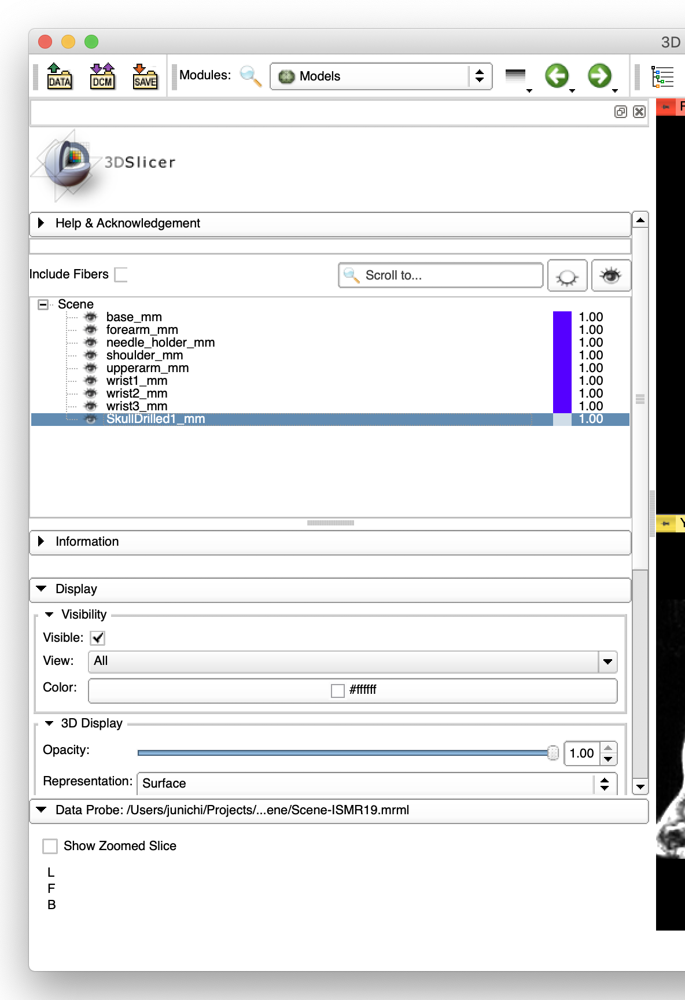 3D
DATA DCM SAVE Modules: Models
3DSlicer
Help & Acknowledgement
Include Fibers Scroll to...
Scene
base_mm 1.00
forearm_mm 1.00
needle_holder_mm 1.00
shoulder_mm 1.00
upperarm_mm 1.00
wrist1_mm 1.00
wrist2_mm 1.00
wrist3_mm 1.00
SkullDrilled1_mm 1.00
Y
Information
Display
Visibility
Visible:
View: All
Color: #ffffff
3D Display
Opacity: 1.00
Representation: Surface
Data Probe: /Users/junichi/Projects/...ene/Scene-ISMR19.mrml
Show Zoomed Slice
L
F
B